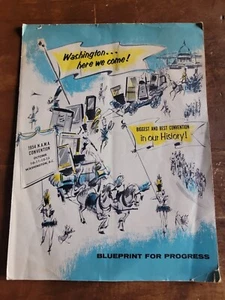 Washington...
here we come!
BIGGEST AND BEST CONVENTION
in our History!
1954 N.A.M.A.
CONVENTION
WASHINGTON, D.C.
BLUEPRINT FOR PROGRESS